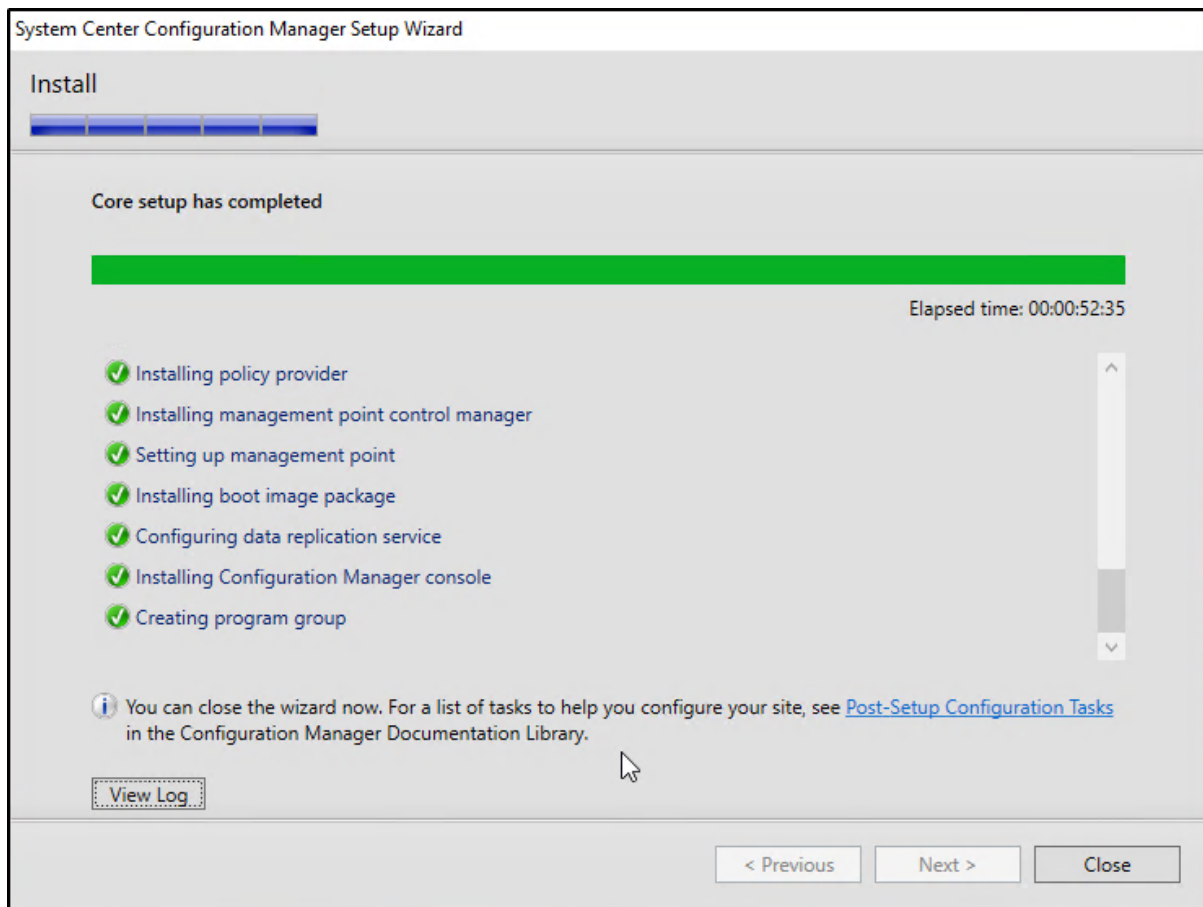 System Center Configuration Manager Setup Wizard
Install
Core setup has completed
Elapsed time: 00:00:52:35
Installing policy provider
Installing management point control manager
Setting up management point
Installing boot image package
Configuring data replication service
Installing Configuration Manager console
Creating program group
You can close the wizard now. For a list of tasks to help you configure your site, see Post-Setup Configuration Tasks
in the Configuration Manager Documentation Library.
View Log
< Previous
Next >
Close